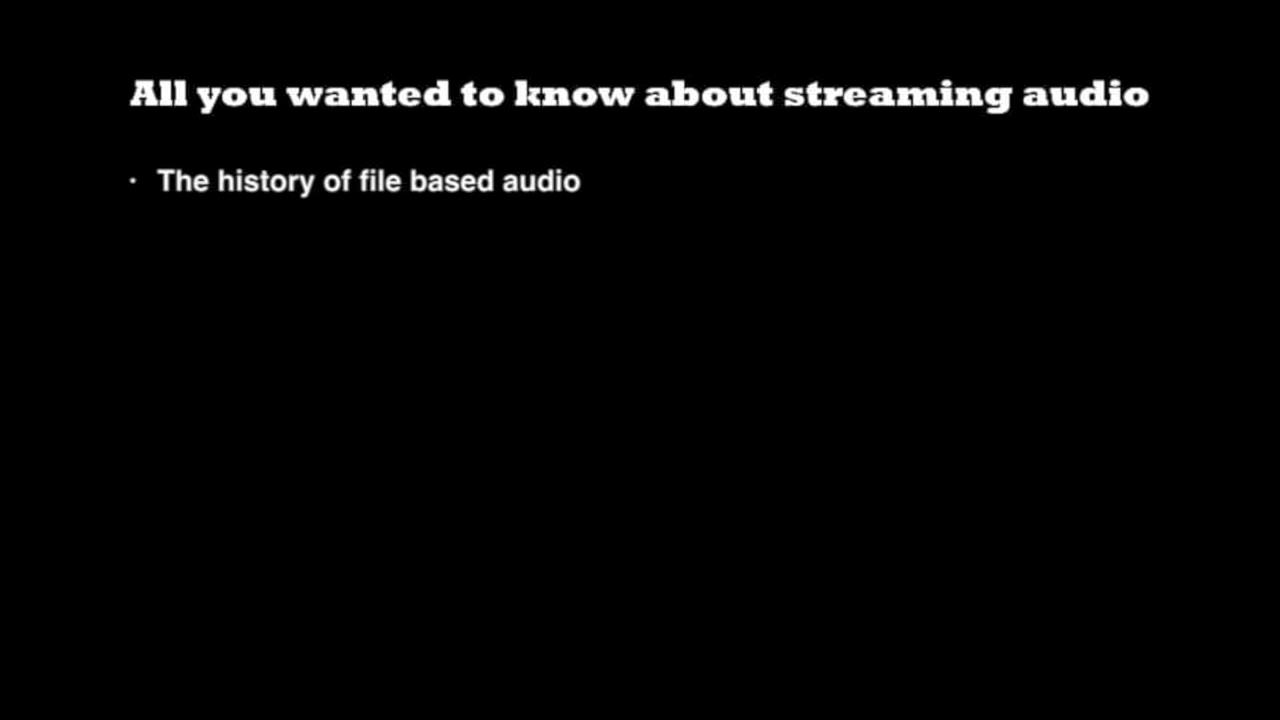 All you wanted to know about streaming audio
· The history of file based audio